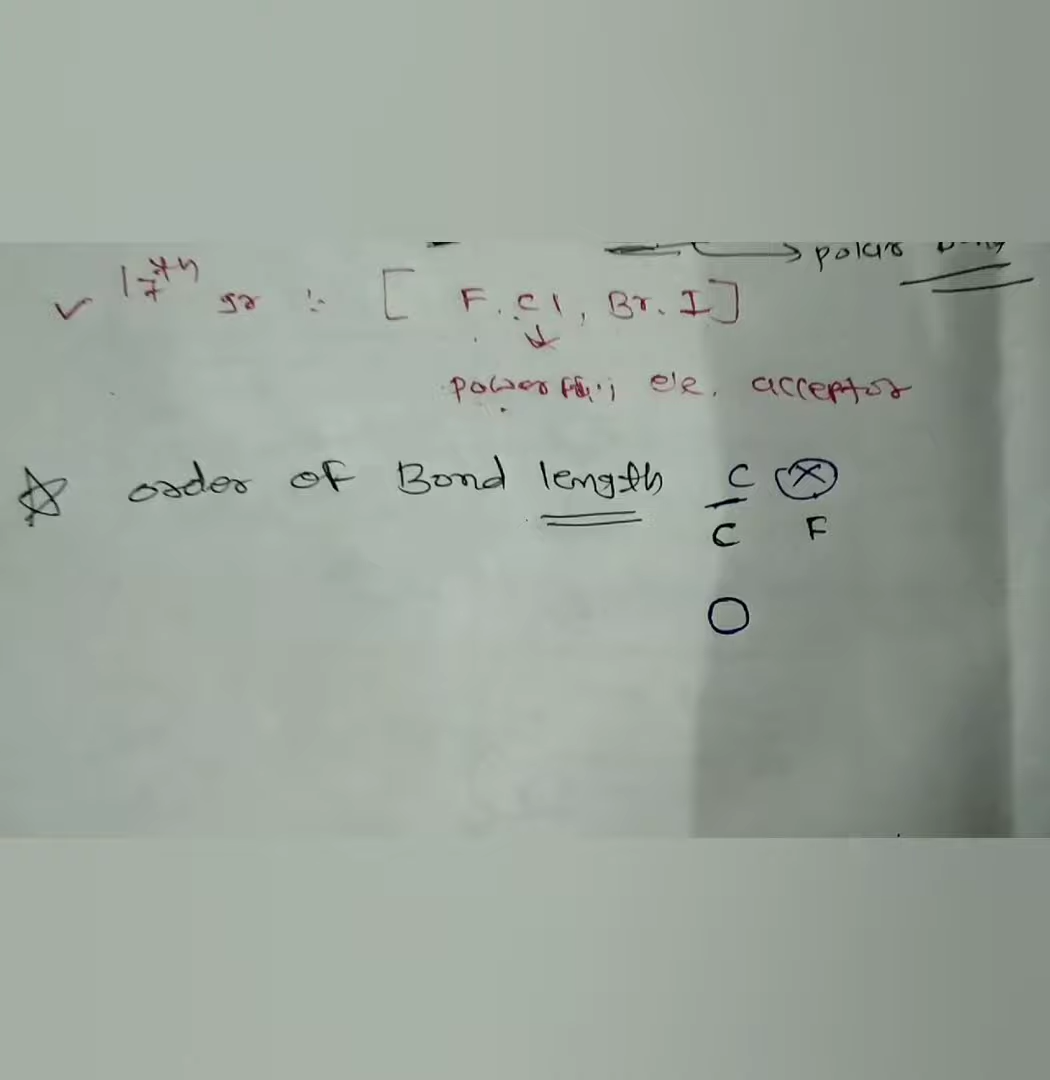 → polar
✓ 17th gr :- [ F, Cl, Br, I ]
↓
powerful; ele. acceptor
☆ order of Bond length C Ⓧ
C F
O